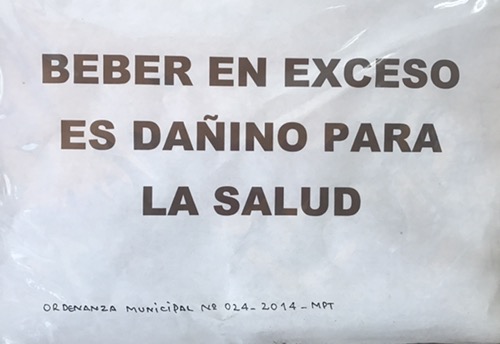 BEBER EN EXCESO
ES DAÑINO PARA
LA SALUD
ORDENANZA MUNICIPAL Nº 024-2014-MPT